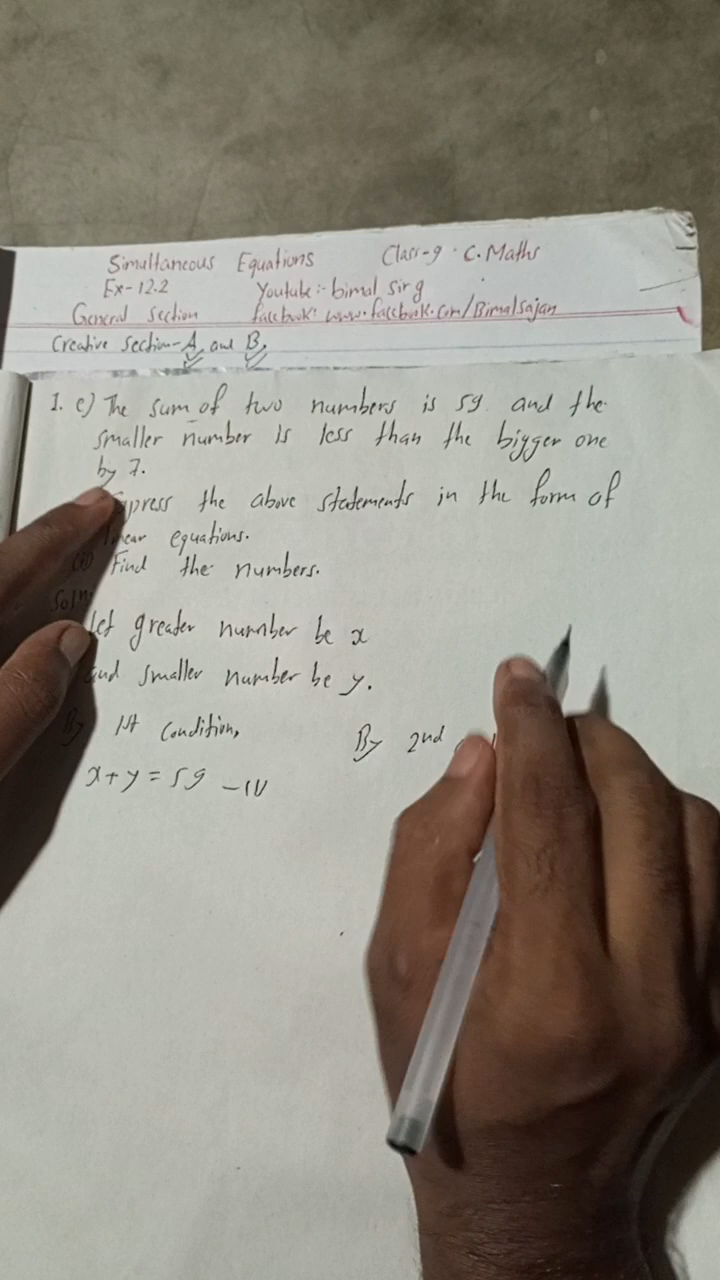 Simultaneous Equations Class-9. C. Maths
Ex-12.2 Youtube:- bimal sir g
General section facebook: www.facebook.com/Bimalsajan
Creative section-A, and B,
1. c) The sum of two numbers is 59 and the
smaller number is less than the bigger one
by 7.
press the above statements in the form of
equations.
Find the numbers.
Soln:
Let greater number be x
and smaller number be y.
By 1st condition, By 2nd
x+y=59